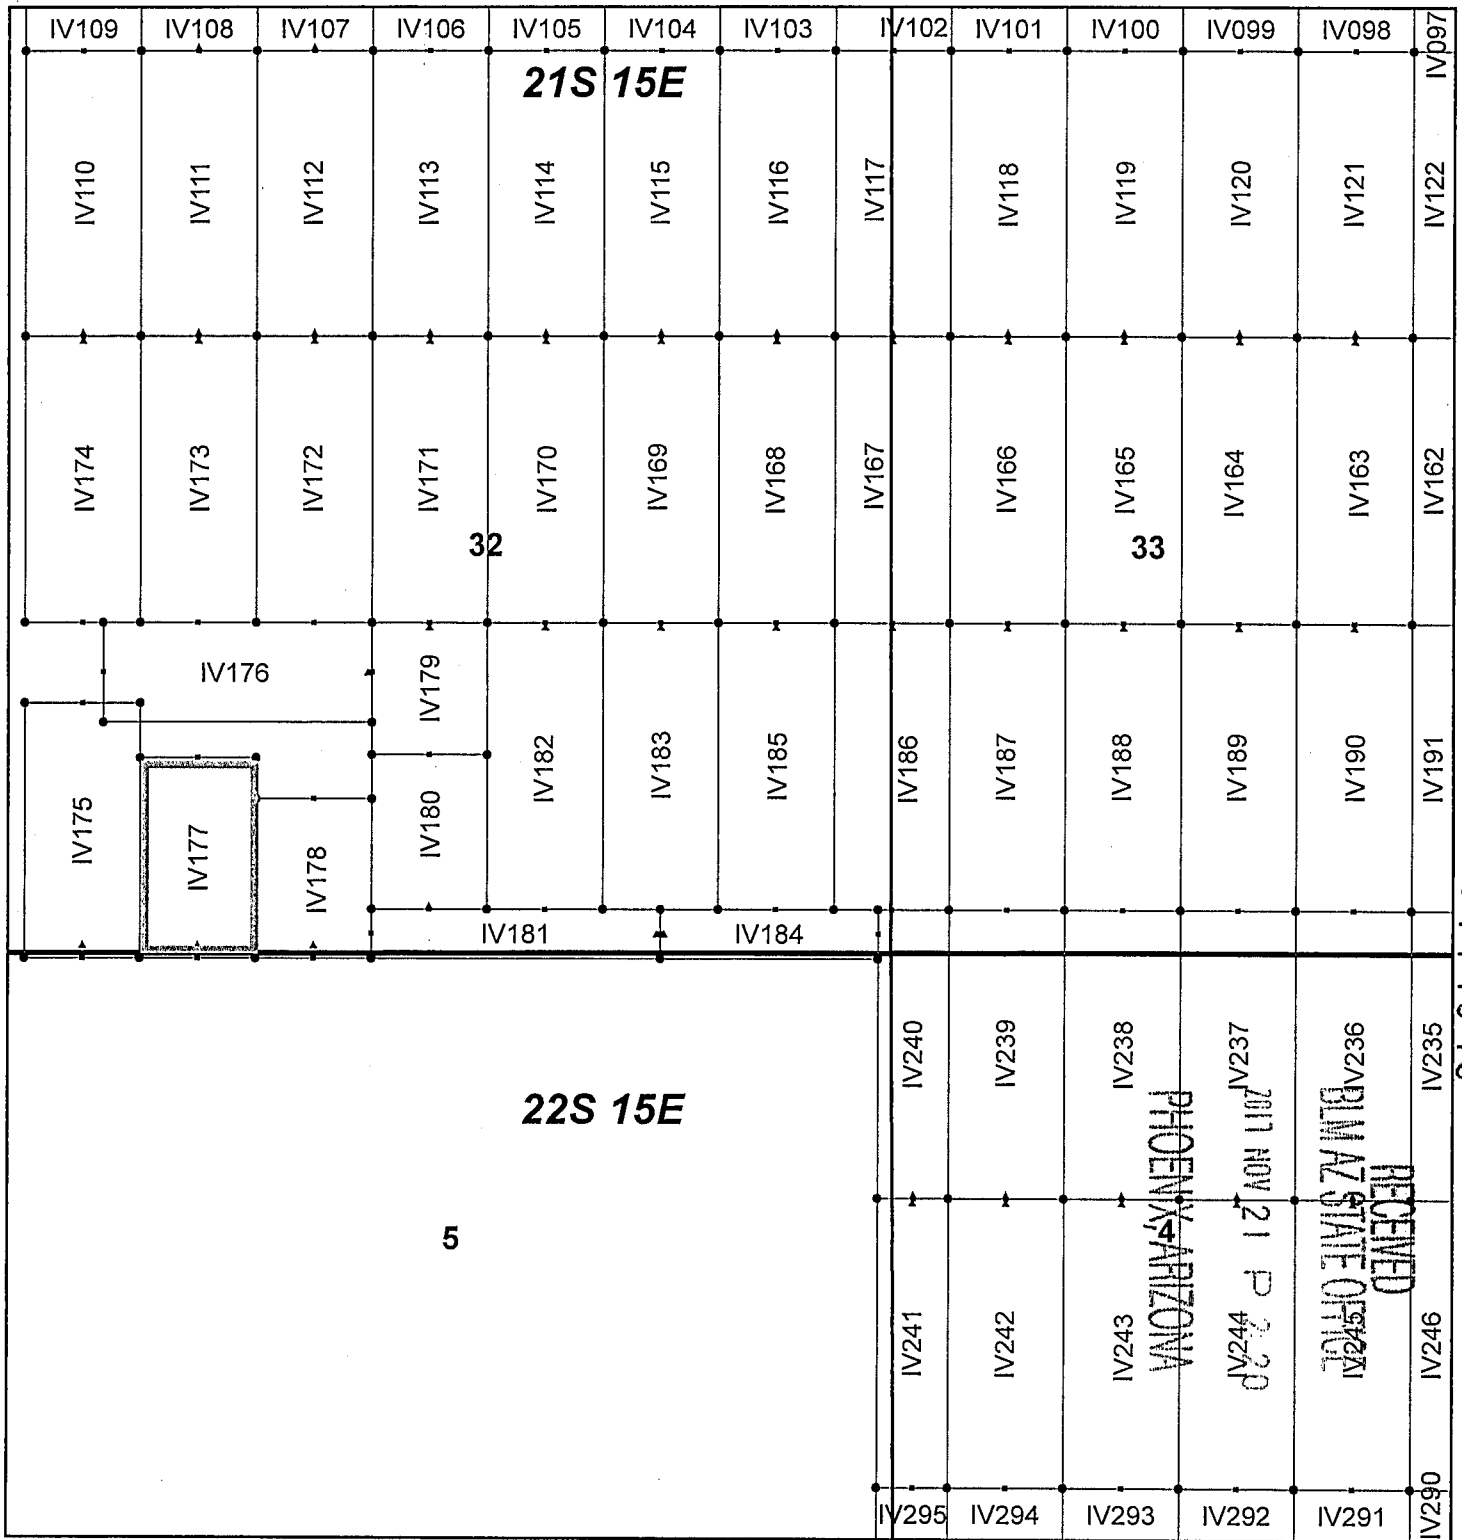 IV109 IV108 IV107 IV106 IV105 IV104 IV103 IV102 IV101 IV100 IV099 IV098 IV097
21S 15E
IV110 IV111 IV112 IV113 IV114 IV115 IV116 IV117 IV118 IV119 IV120 IV121 IV122
IV174 IV173 IV172 IV171 IV170 IV169 IV168 IV167 IV166 IV165 IV164 IV163 IV162
32 33
IV176 IV179
IV175 IV177 IV178 IV180 IV182 IV183 IV185 IV186 IV187 IV188 IV189 IV190 IV191
IV181 IV184
IV240 IV239 IV238 IV237 IV236 IV235
22S 15E
5 4
IV241 IV242 IV243 IV244 IV245 IV246
IV295 IV294 IV293 IV292 IV291 IV290
RECEIVED
BLM AZ STATE OFFICE
2011 NOV 21 P 2:20
PHOENIX, ARIZONA